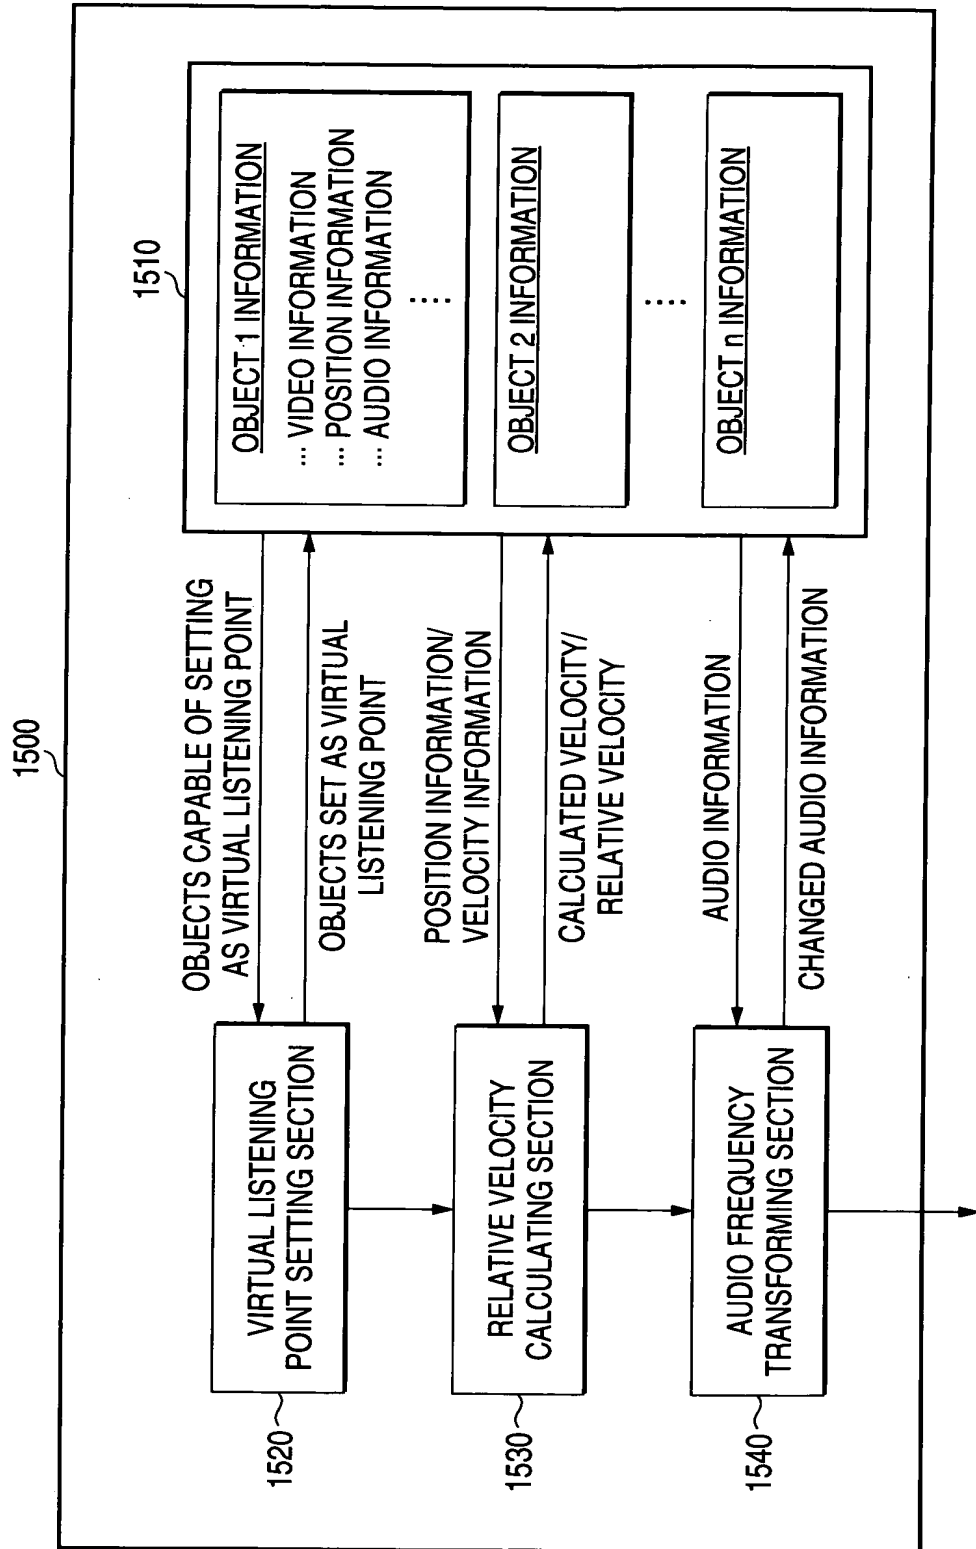 1500
1510
OBJECT 1 INFORMATION
... VIDEO INFORMATION
... POSITION INFORMATION
... AUDIO INFORMATION
....
OBJECT 2 INFORMATION
....
OBJECT n INFORMATION
OBJECTS CAPABLE OF SETTING
AS VIRTUAL LISTENING POINT
OBJECTS SET AS VIRTUAL
LISTENING POINT
POSITION INFORMATION/
VELOCITY INFORMATION
CALCULATED VELOCITY/
RELATIVE VELOCITY
AUDIO INFORMATION
CHANGED AUDIO INFORMATION
VIRTUAL LISTENING
POINT SETTING SECTION
1520
RELATIVE VELOCITY
CALCULATING SECTION
1530
AUDIO FREQUENCY
TRANSFORMING SECTION
1540